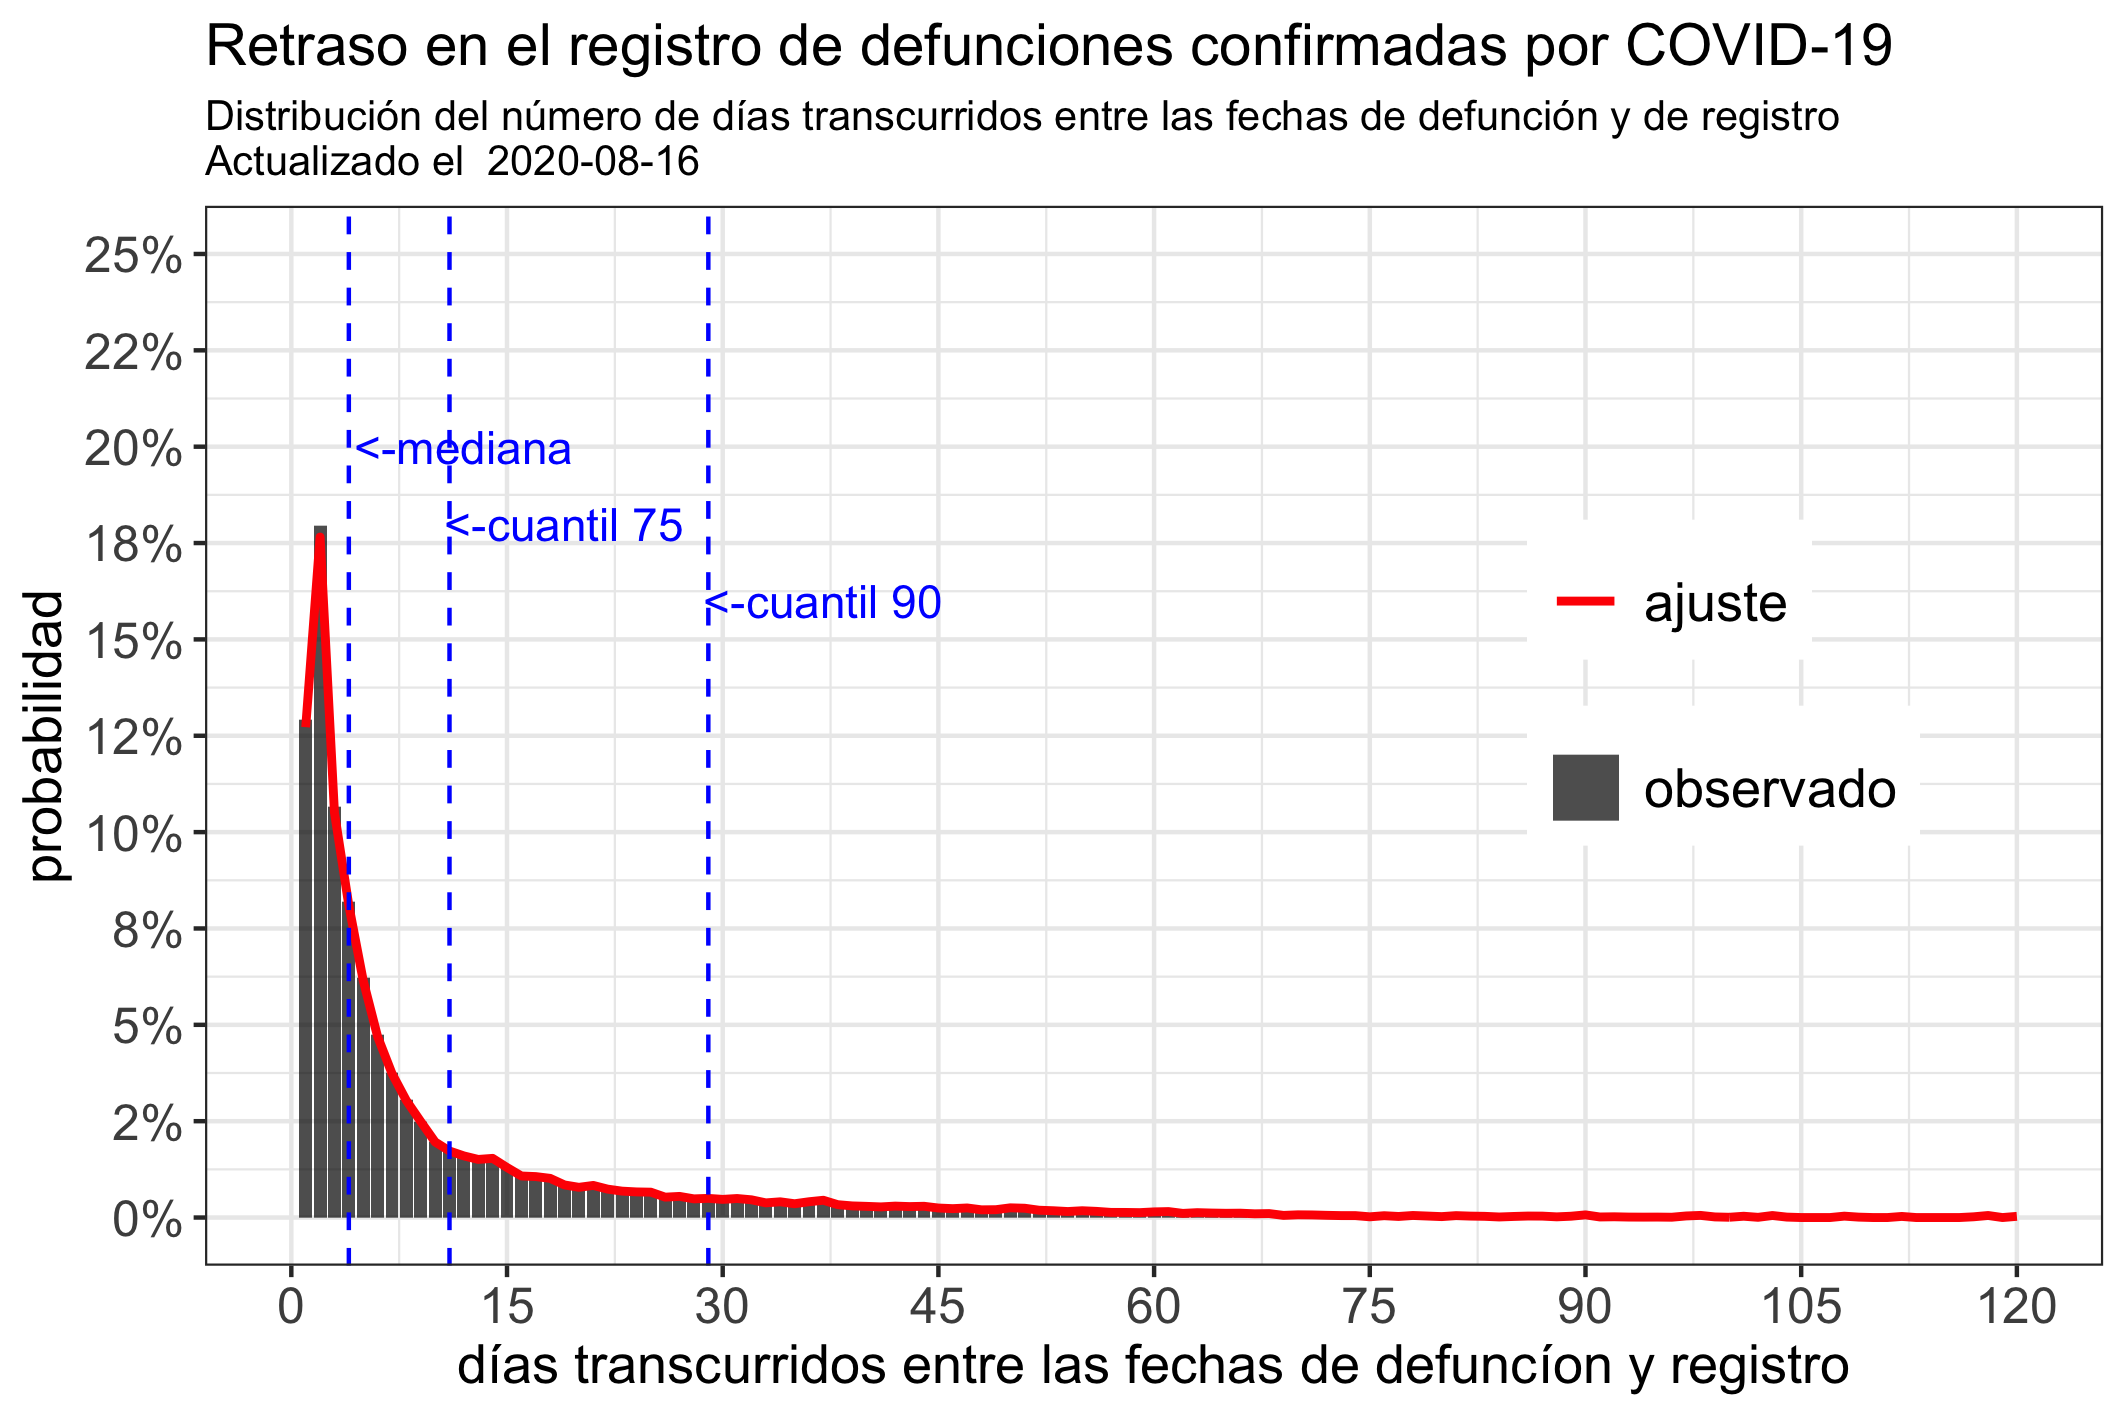 Retraso en el registro de defunciones confirmadas por COVID-19
Distribución del número de días transcurridos entre las fechas de defunción y de registro
Actualizado el  2020-08-16
probabilidad
25%
22%
20%
18%
15%
12%
10%
8%
5%
2%
0%
<-mediana
<-cuantil 75
<-cuantil 90
ajuste
observado
0 15 30 45 60 75 90 105 120
días transcurridos entre las fechas de defuncíon y registro